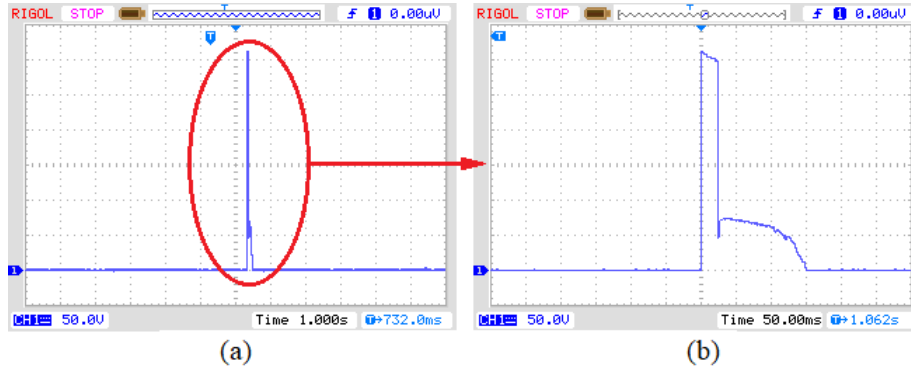 RIGOL STOP T f 1 0.00uV
T
1
CH1 50.0V Time 1.000s T→732.0ms
(a)
RIGOL STOP T f 1 0.00uV
T
1
CH1 50.0V Time 50.00ms T→1.062s
(b)